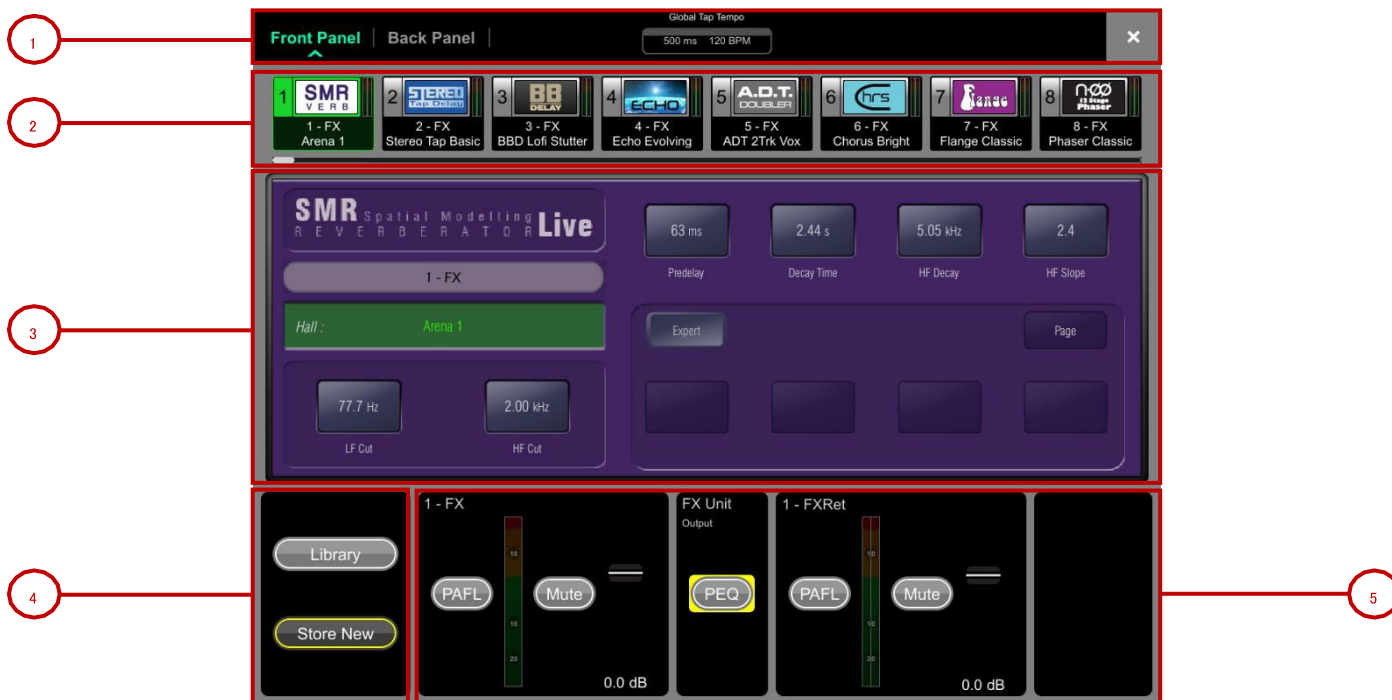 Global Tap Tempo
Front Panel Back Panel
500 ms 120 BPM
×
1
1 SMR VERB
2 STEREO Tap Delay
3 BB DELAY
4 ECHO
5 A.D.T. DOUBLER
6 Chrs
7 flange
8 12 Stage Phaser
1 - FX
Arena 1
2 - FX
Stereo Tap Basic
3 - FX
BBD Lofi Stutter
4 - FX
Echo Evolving
5 - FX
ADT 2Trk Vox
6 - FX
Chorus Bright
7 - FX
Flange Classic
8 - FX
Phaser Classic
2
SMR Spatial Modelling
REVERBERATOR Live
1 - FX
Hall : Arena 1
77.7 Hz
LF Cut
2.00 kHz
HF Cut
63 ms
Predelay
2.44 s
Decay Time
5.05 kHz
HF Decay
2.4
HF Slope
Expert
Page
3
Library
Store New
4
1 - FX
PAFL
10
10
20
Mute
0.0 dB
FX Unit
Output
PEQ
1 - FXRet
PAFL
10
10
20
Mute
0.0 dB
5